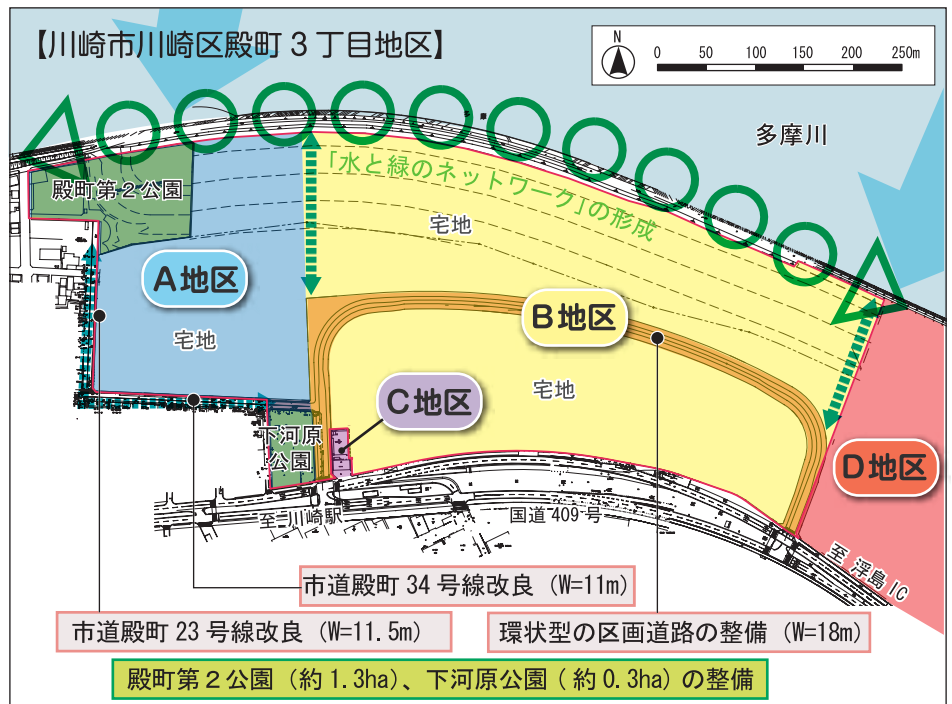 【川崎市川崎区殿町3丁目地区】
N
0 50 100 150 200 250m
多摩川
「水と緑のネットワーク」の形成
殿町第2公園
宅地
A地区
宅地
B地区
宅地
C地区
下河原
公園
D地区
至 川崎駅
国道409号
至 浮島IC
市道殿町34号線改良（W=11m）
市道殿町23号線改良（W=11.5m）
環状型の区画道路の整備（W=18m）
殿町第2公園（約1.3ha）、下河原公園（約0.3ha）の整備